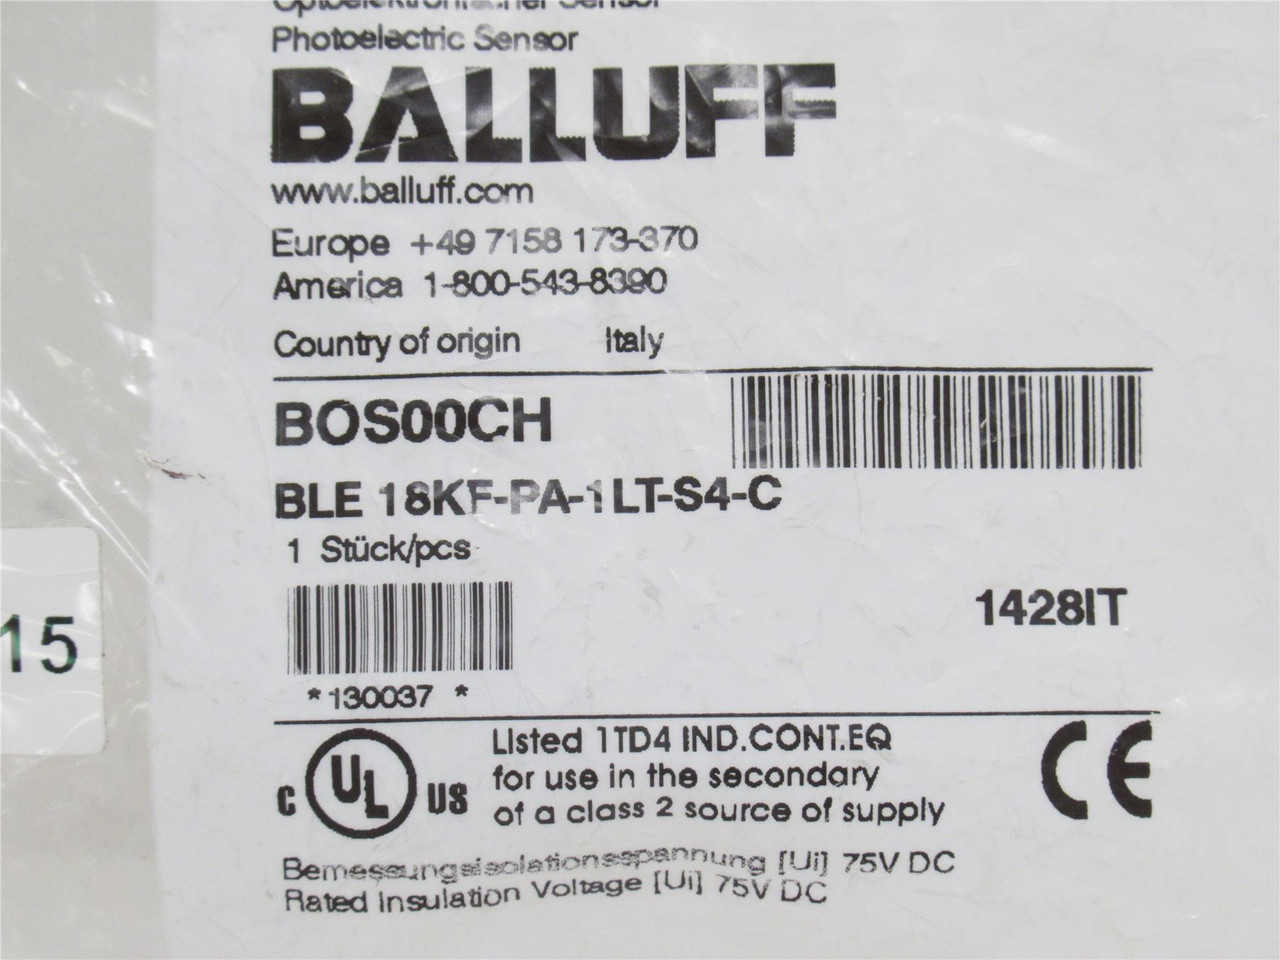 Optoelektronischer Sensor
Photoelectric Sensor
BALLUFF
www.balluff.com
Europe +49 7158 173-370
America 1-800-543-8390
Country of origin Italy
BOS00CH
BLE 18KF-PA-1LT-S4-C
1 Stück/pcs
1428IT
15
*130037 *
C UL US
Listed 1TD4 IND.CONT.EQ
for use in the secondary
of a class 2 source of supply
CE
Bemessungsisolationsspannung [Ui] 75V DC
Rated Insulation Voltage [Ui] 75V DC